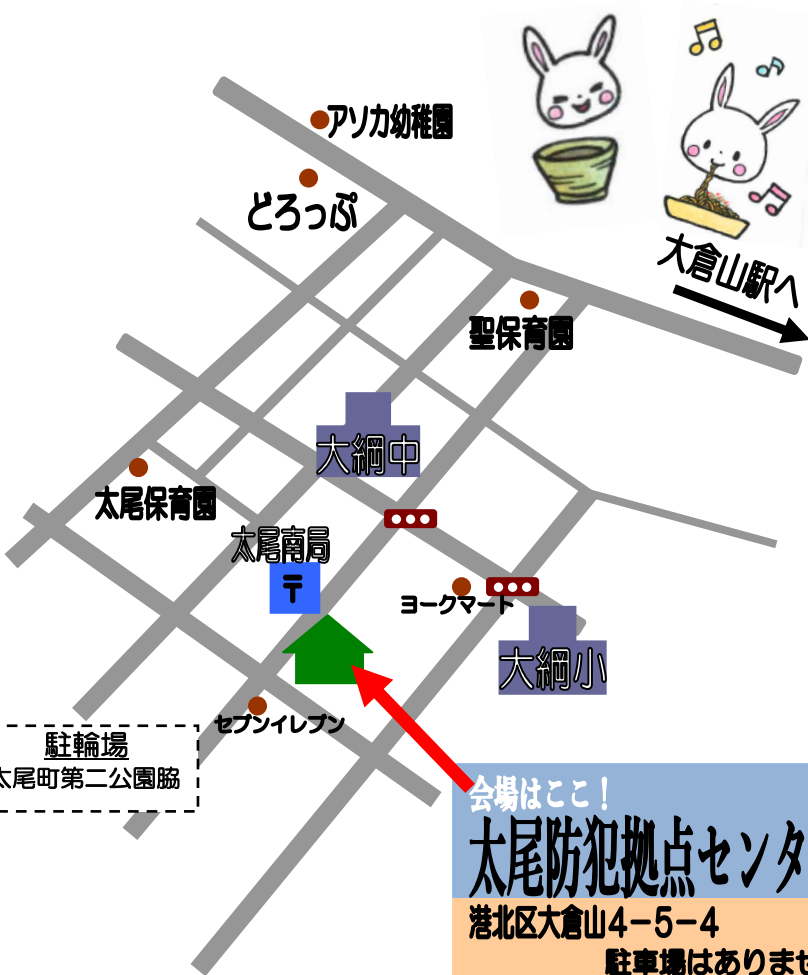 アソカ幼稚園
どろっぷ
大倉山駅へ
聖保育園
大綱中
太尾保育園
太尾南局
〒
ヨークマート
大綱小
セブンイレブン
駐輪場
太尾町第二公園脇
会場はここ！
太尾防犯拠点センタ
港北区大倉山4−5−4
駐車場はありませ